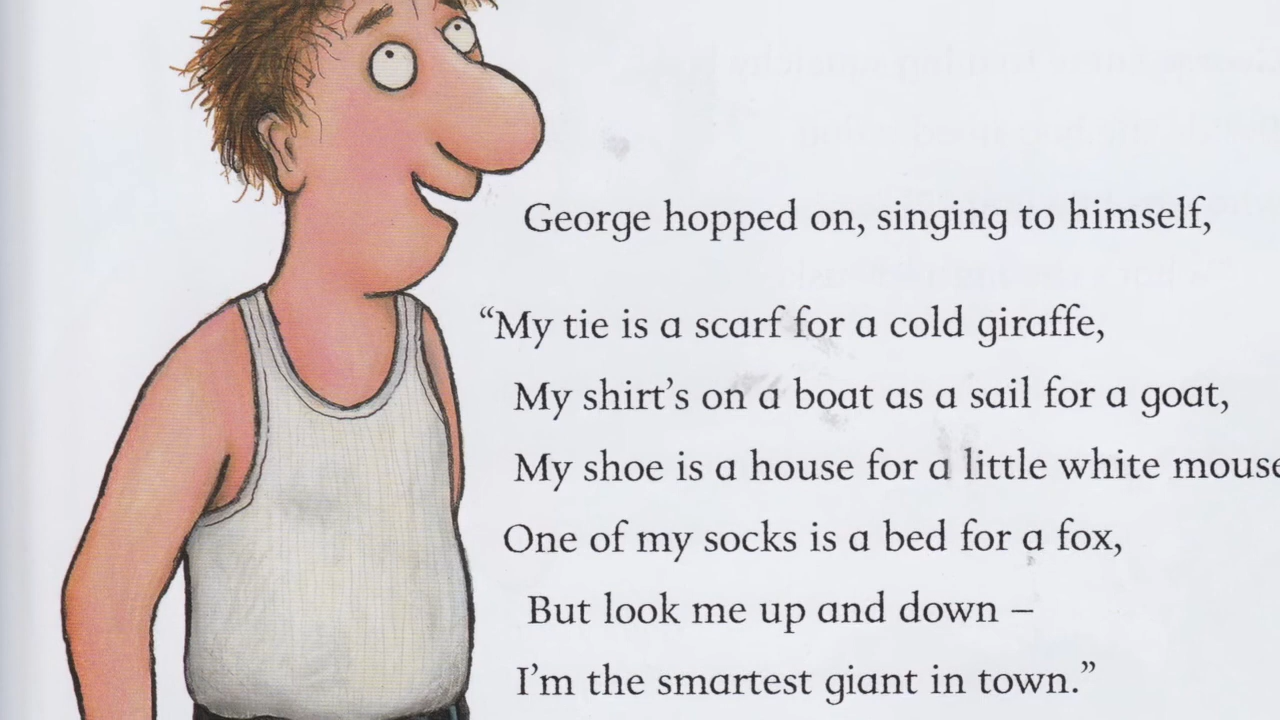 George hopped on, singing to himself,
“My tie is a scarf for a cold giraffe,
My shirt’s on a boat as a sail for a goat,
My shoe is a house for a little white mouse
One of my socks is a bed for a fox,
But look me up and down –
I’m the smartest giant in town.”